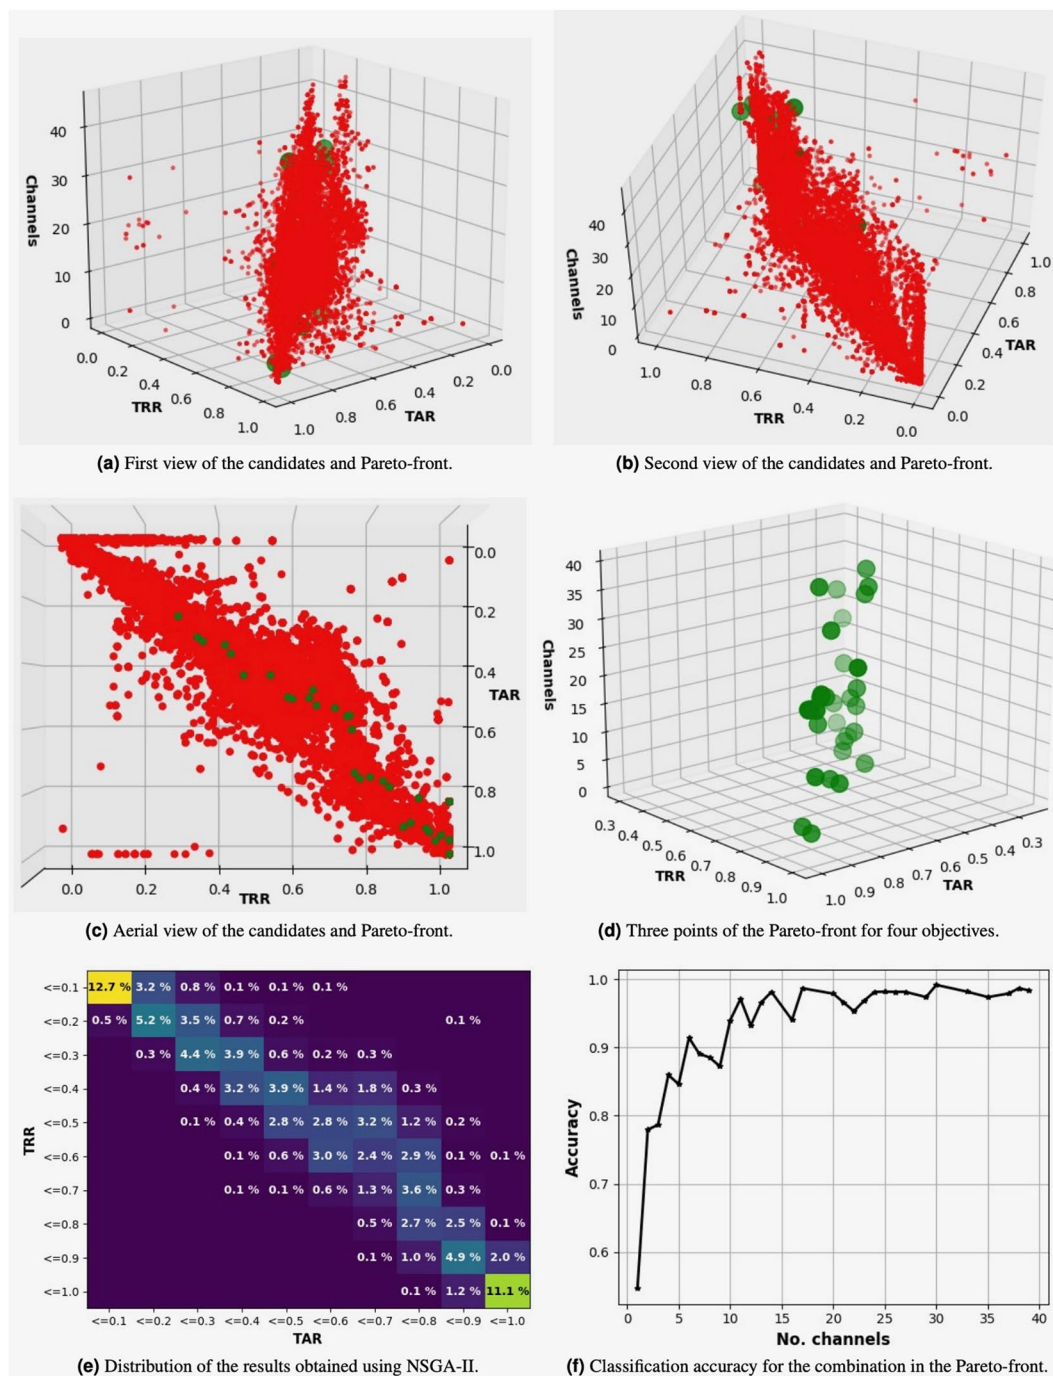 40
30
20
10
0
Channels
0.0
0.2
0.4
0.6
0.8
1.0
TRR
1.0
0.8
0.6
0.4
0.2
0.0
TAR
(a) First view of the candidates and Pareto-front.
40
30
20
10
0
Channels
1.0
0.8
0.6
0.4
0.2
0.0
TRR
1.0
0.8
0.6
0.4
0.2
0.0
TAR
(b) Second view of the candidates and Pareto-front.
0.0
0.2
0.4
0.6
0.8
1.0
TAR
0.0 0.2 0.4 0.6 0.8 1.0
TRR
(c) Aerial view of the candidates and Pareto-front.
40
35
30
25
20
15
10
5
0
Channels
0.3
0.4
0.5
0.6
0.7
0.8
0.9
1.0
TRR
1.0
0.9
0.8
0.7
0.6
0.5
0.4
0.3
TAR
(d) Three points of the Pareto-front for four objectives.
TRR
<=0.1 12.7 % 3.2 % 0.8 % 0.1 % 0.1 % 0.1 %
<=0.2 0.5 % 5.2 % 3.5 % 0.7 % 0.2 % 0.1 %
<=0.3 0.3 % 4.4 % 3.9 % 0.6 % 0.2 % 0.3 %
<=0.4 0.4 % 3.2 % 3.9 % 1.4 % 1.8 % 0.3 %
<=0.5 0.1 % 0.4 % 2.8 % 2.8 % 3.2 % 1.2 % 0.2 %
<=0.6 0.1 % 0.6 % 3.0 % 2.4 % 2.9 % 0.1 % 0.1 %
<=0.7 0.1 % 0.1 % 0.6 % 1.3 % 3.6 % 0.3 %
<=0.8 0.5 % 2.7 % 2.5 % 0.1 %
<=0.9 0.1 % 1.0 % 4.9 % 2.0 %
<=1.0 0.1 % 1.2 % 11.1 %
<=0.1 <=0.2 <=0.3 <=0.4 <=0.5 <=0.6 <=0.7 <=0.8 <=0.9 <=1.0
TAR
(e) Distribution of the results obtained using NSGA-II.
1.0
0.9
0.8
0.7
0.6
Accuracy
0 5 10 15 20 25 30 35 40
No. channels
(f) Classification accuracy for the combination in the Pareto-front.